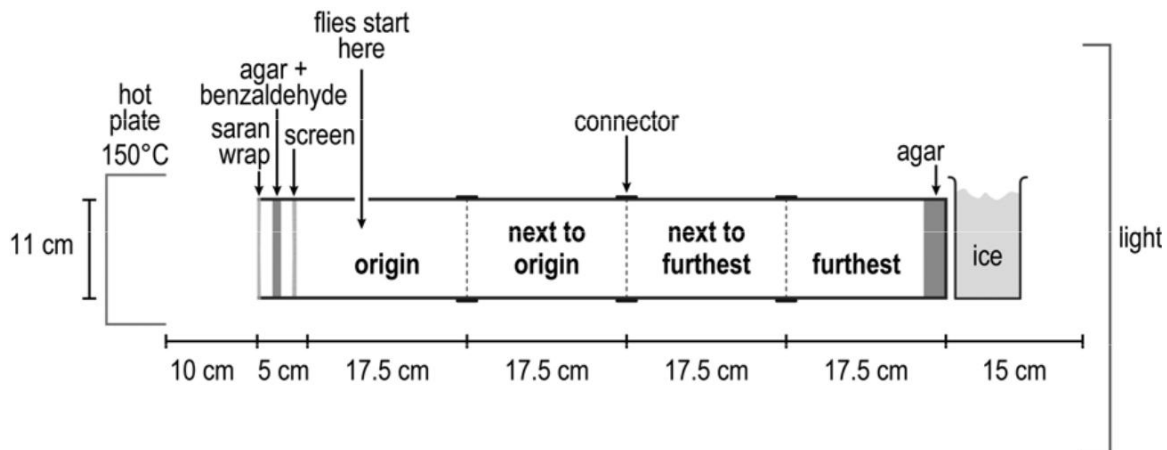 flies start
here
agar +
benzaldehyde
hot
plate
150°C
saran
wrap
screen
connector
agar
11 cm
origin
next to
origin
next to
furthest
furthest
ice
light
10 cm
5 cm
17.5 cm
17.5 cm
17.5 cm
17.5 cm
15 cm